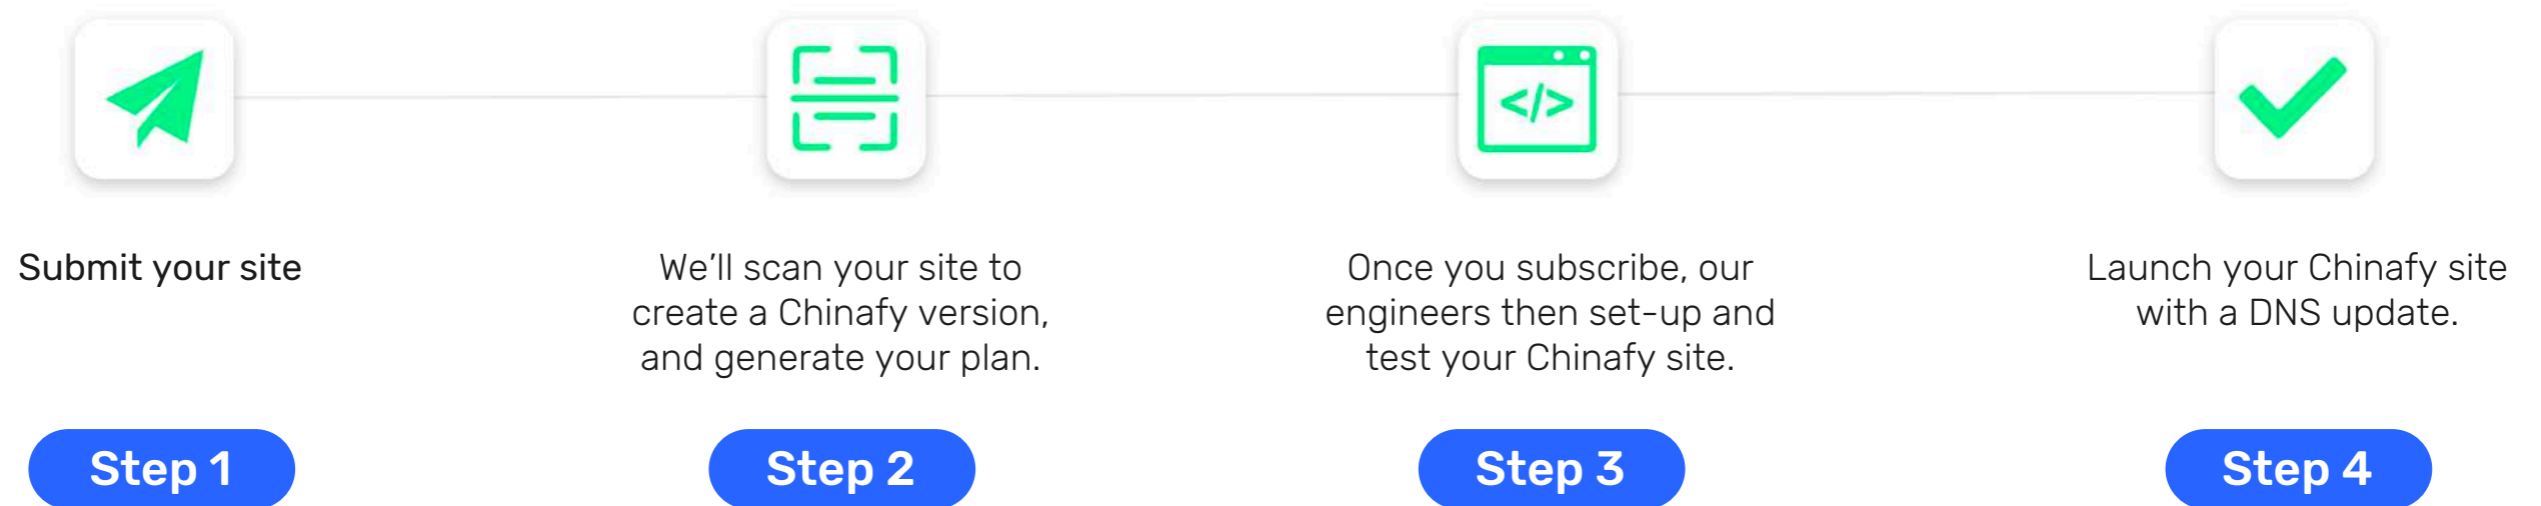 </>
Submit your site
We'll scan your site to
create a Chinafy version,
and generate your plan.
Once you subscribe, our
engineers then set-up and
test your Chinafy site.
Launch your Chinafy site
with a DNS update.
Step 1
Step 2
Step 3
Step 4